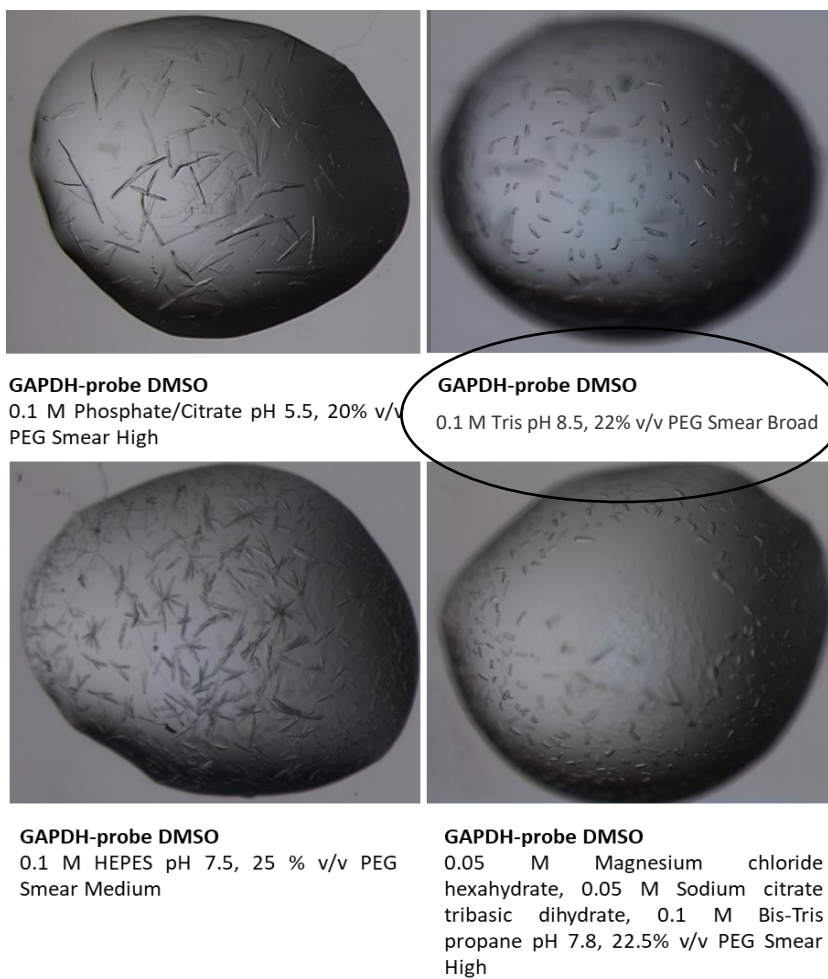 GAPDH-probe DMSO
0.1 M Phosphate/Citrate pH 5.5, 20% v/v
PEG Smear High
GAPDH-probe DMSO
0.1 M Tris pH 8.5, 22% v/v PEG Smear Broad
GAPDH-probe DMSO
0.1 M HEPES pH 7.5, 25 % v/v PEG
Smear Medium
GAPDH-probe DMSO
0.05 M Magnesium chloride
hexahydrate, 0.05 M Sodium citrate
tribasic dihydrate, 0.1 M Bis-Tris
propane pH 7.8, 22.5% v/v PEG Smear
High